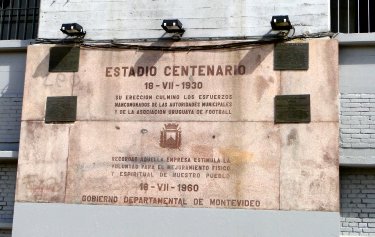 ESTADIO CENTENARIO
18-VII-1930
SU ERECCION CULMINO LOS ESFUERZOS
MANCOMUNADOS DE LAS AUTORIDADES MUNICIPALES
Y DE LA ASOCIACION URUGUAYA DE FOOTBALL
RECORDAR AQUELLA EMPRESA ESTIMULA LA
VOLUNTAD PARA EL MEJORAMIENTO FISICO
Y ESPIRITUAL DE NUESTRO PUEBLO
18-VII-1960
GOBIERNO DEPARTAMENTAL DE MONTEVIDEO